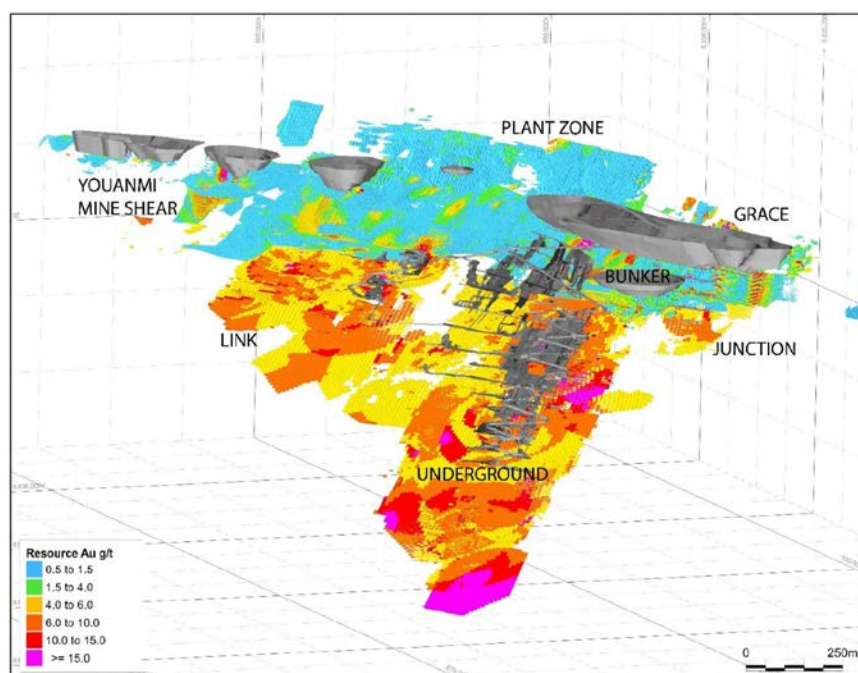 PLANT ZONE
YOUANMI
MINE SHEAR
GRACE
BUNKER
LINK
JUNCTION
UNDERGROUND
Resource Au g/t
0.5 to 1.5
1.5 to 4.0
4.0 to 6.0
6.0 to 10.0
10.0 to 15.0
>= 15.0
0 250m